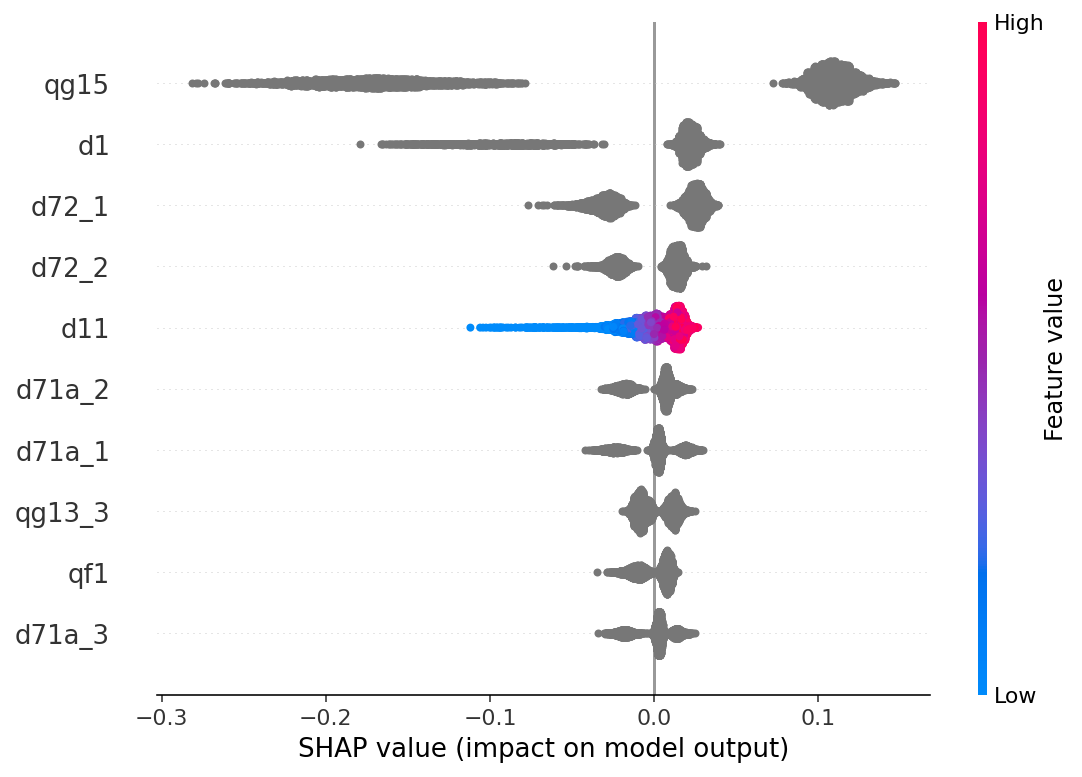 High
qg15
d1
d72_1
d72_2
d11
d71a_2
d71a_1
qg13_3
qf1
d71a_3
Feature value
Low
−0.3 −0.2 −0.1 0.0 0.1
SHAP value (impact on model output)